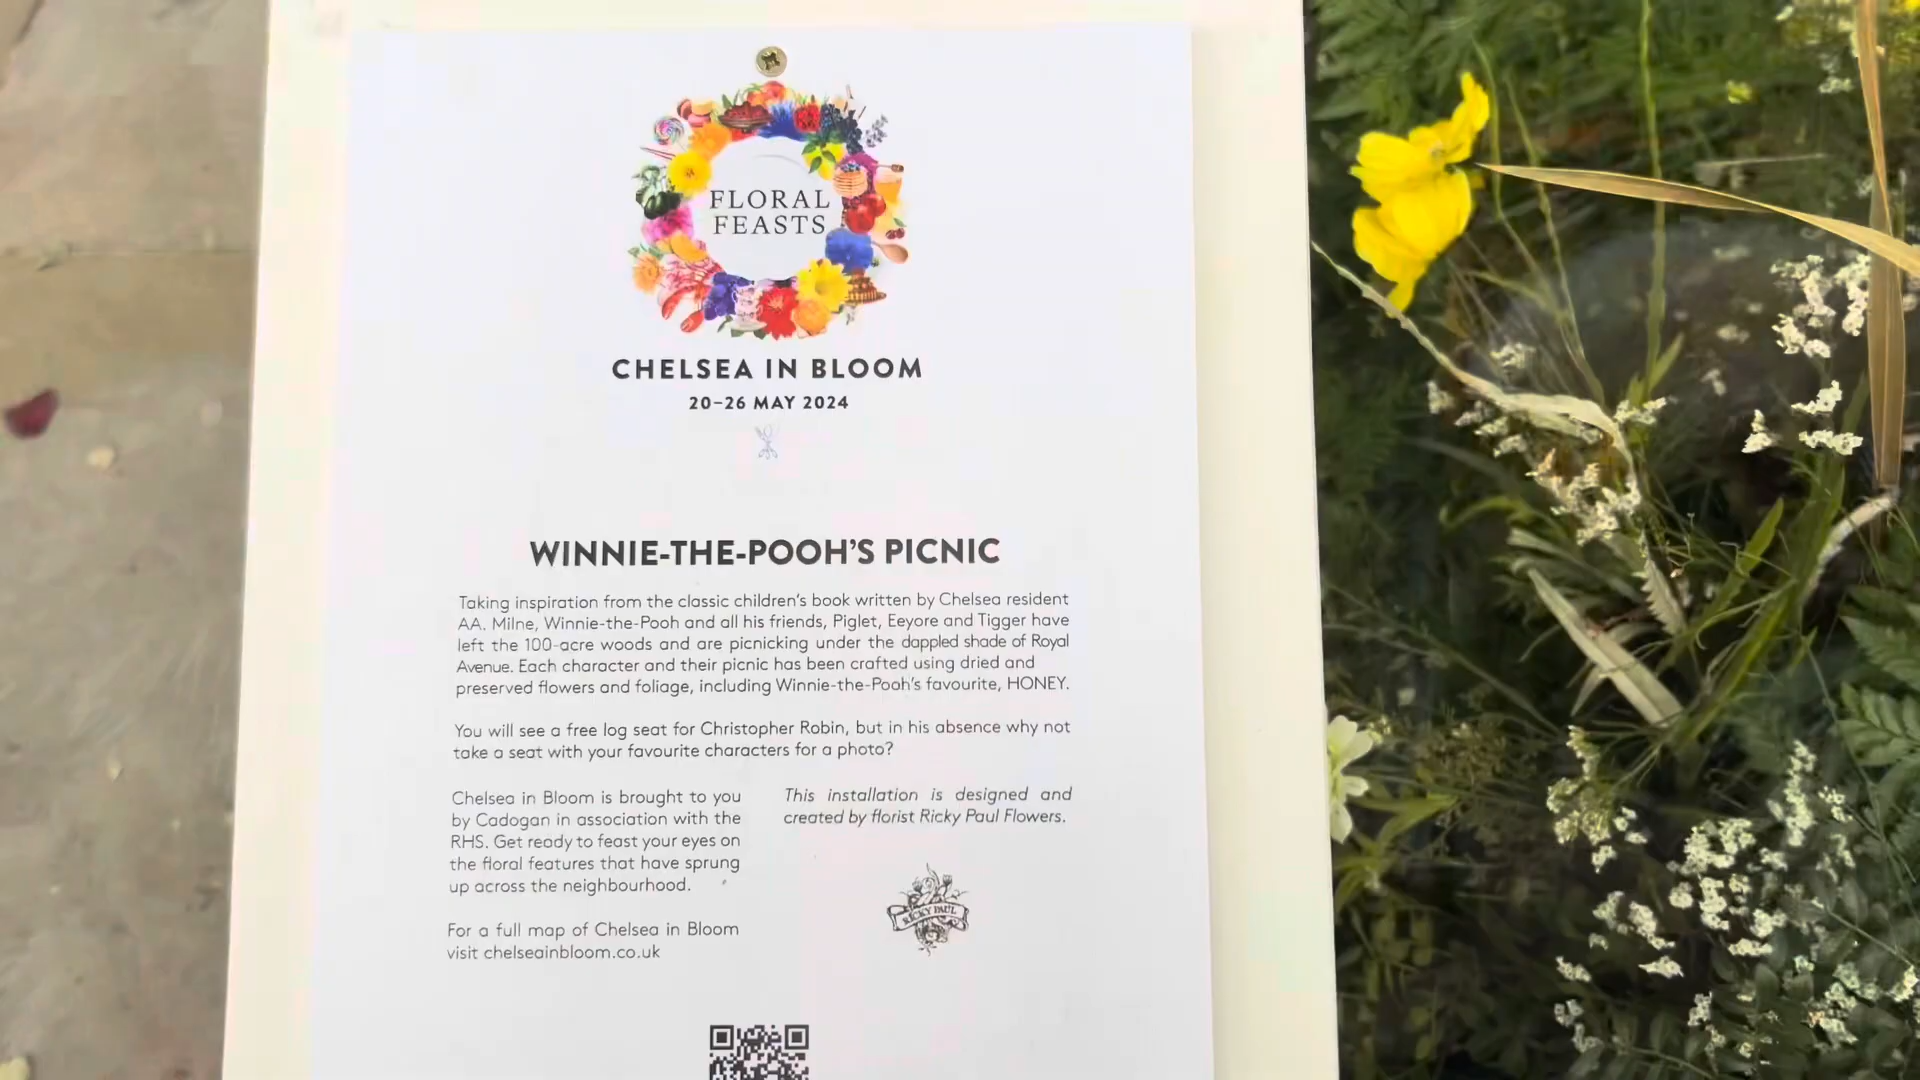 FLORAL
FEASTS
CHELSEA IN BLOOM
20–26 MAY 2024
WINNIE-THE-POOH'S PICNIC
Taking inspiration from the classic children's book written by Chelsea resident
AA. Milne, Winnie-the-Pooh and all his friends, Piglet, Eeyore and Tigger have
left the 100-acre woods and are picnicking under the dappled shade of Royal
Avenue. Each character and their picnic has been crafted using dried and
preserved flowers and foliage, including Winnie-the-Pooh's favourite, HONEY.
You will see a free log seat for Christopher Robin, but in his absence why not
take a seat with your favourite characters for a photo?
Chelsea in Bloom is brought to you
by Cadogan in association with the
RHS. Get ready to feast your eyes on
the floral features that have sprung
up across the neighbourhood.
For a full map of Chelsea in Bloom
visit chelseainbloom.co.uk
This installation is designed and
created by florist Ricky Paul Flowers.
RICKY PAUL